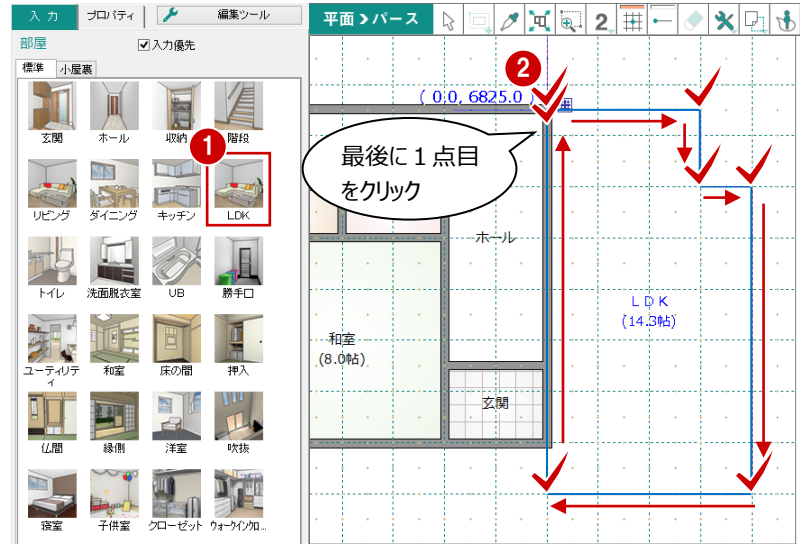 入 力
プロパティ
編集ツール
部屋
入力優先
標準
小屋裏
玄関
ホール
収納
階段
1
リビング
ダイニング
キッチン
LDK
トイレ
洗面脱衣室
UB
勝手口
ユーティリテ
ィ
和室
床の間
押入
仏間
縁側
洋室
吹抜
寝室
子供室
クローゼット
ウォークインクロ...
平面 > パース
2
2
( 0.0, 6825.0 )
最後に１点目
をクリック
ホール
ＬＤＫ
(14.3帖)
和室
(8.0帖)
玄関